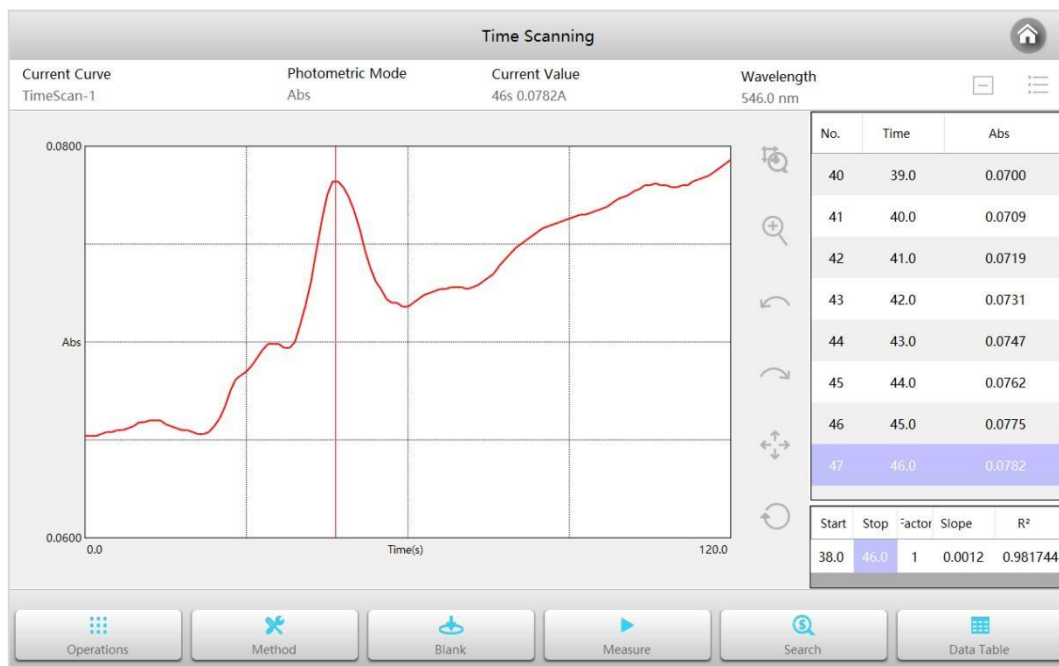 Time Scanning
Current Curve Photometric Mode Current Value Wavelength
TimeScan-1 Abs 46s 0.0782A 546.0 nm
0.0800
Abs
0.0600
0.0 Time(s) 120.0
No. Time Abs
40 39.0 0.0700
41 40.0 0.0709
42 41.0 0.0719
43 42.0 0.0731
44 43.0 0.0747
45 44.0 0.0762
46 45.0 0.0775
47 46.0 0.0782
Start Stop Factor Slope R²
38.0 46.0 1 0.0012 0.981744
Operations Method Blank Measure Search Data Table